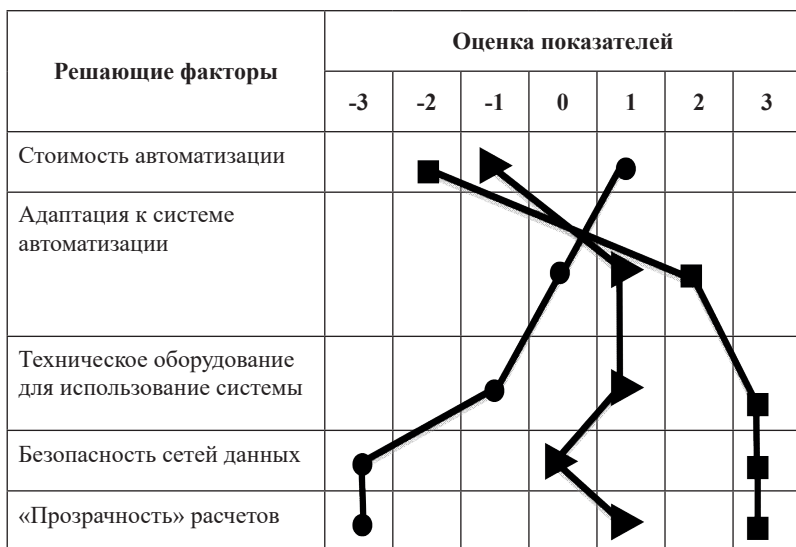 Решающие факторы
Оценка показателей
-3 -2 -1 0 1 2 3
Стоимость автоматизации
Адаптация к системе
автоматизации
Техническое оборудование
для использование системы
Безопасность сетей данных
«Прозрачность» расчетов